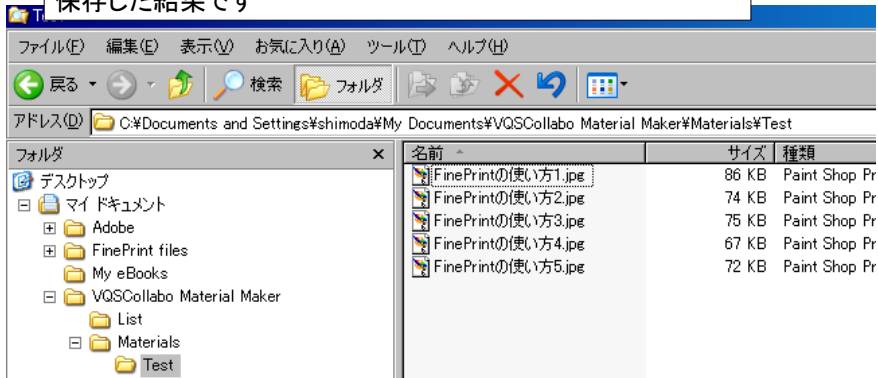 保存した結果です
ファイル(F) 編集(E) 表示(V) お気に入り(A) ツール(T) ヘルプ(H)
戻る 検索 フォルダ
アドレス(D) C:¥Documents and Settings¥shimoda¥My Documents¥VQSCollabo Material Maker¥Materials¥Test
フォルダ × 名前 サイズ 種類
デスクトップ
マイ ドキュメント
Adobe
FinePrint files
My eBooks
VQSCollabo Material Maker
List
Materials
Test
FinePrintの使い方1.jpg 86 KB Paint Shop Pr
FinePrintの使い方2.jpg 74 KB Paint Shop Pr
FinePrintの使い方3.jpg 75 KB Paint Shop Pr
FinePrintの使い方4.jpg 67 KB Paint Shop Pr
FinePrintの使い方5.jpg 72 KB Paint Shop Pr